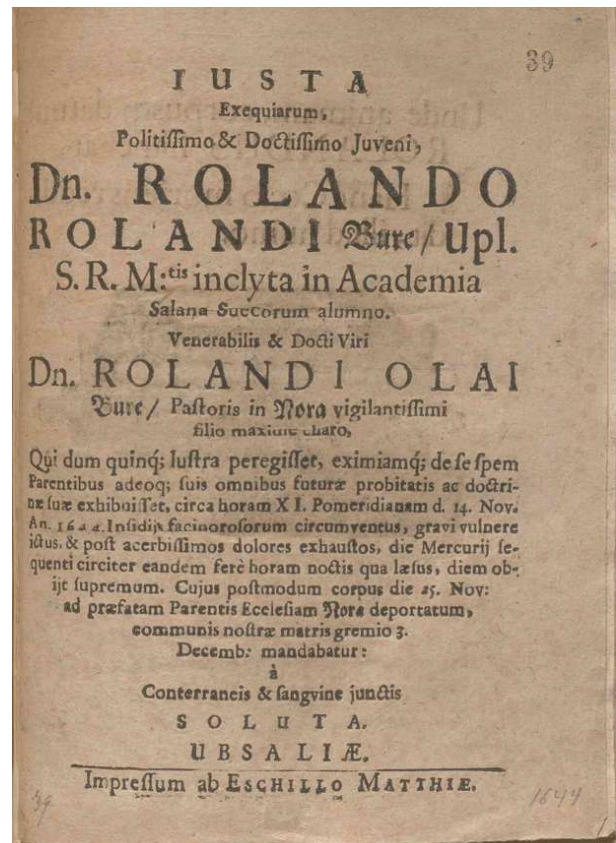 39
IUSTA
Exequiarum,
Politissimo & Doctissimo Juveni,
Dn. ROLANDO
ROLANDI Bure / Upl.
S. R. M:tis inclyta in Academia
Salana Suecorum alumno.
Venerabilis & Docti Viri
Dn. ROLANDI OLAI
Bure / Pastoris in Nora vigilantissimi
filio maxime charo,
Qui dum quinq; lustra peregisset, eximiamq; de se spem
Parentibus adeoq; suis omnibus futuræ probitatis ac doctri-
næ suæ exhibuisset, circa horam XI. Pomeridianam d. 14. Nov.
An. 1644. Insidijs facinorosorum circumventus, gravi vulnere
ictus, & post acerbissimos dolores exhaustos, die Mercurij se-
quenti circiter eandem ferè horam noctis qua læsus, diem ob-
ijt supremum. Cujus postmodum corpus die 25. Nov:
ad præfatam Parentis Ecclesiam Nora deportatum,
communis nostræ matris gremio 3.
Decemb: mandabatur:
à
Conterraneis & sangvine junctis
SOLUTA.
UBSALIÆ.
Impressum ab ESCHILLO MATTHIÆ.
39
1644
1